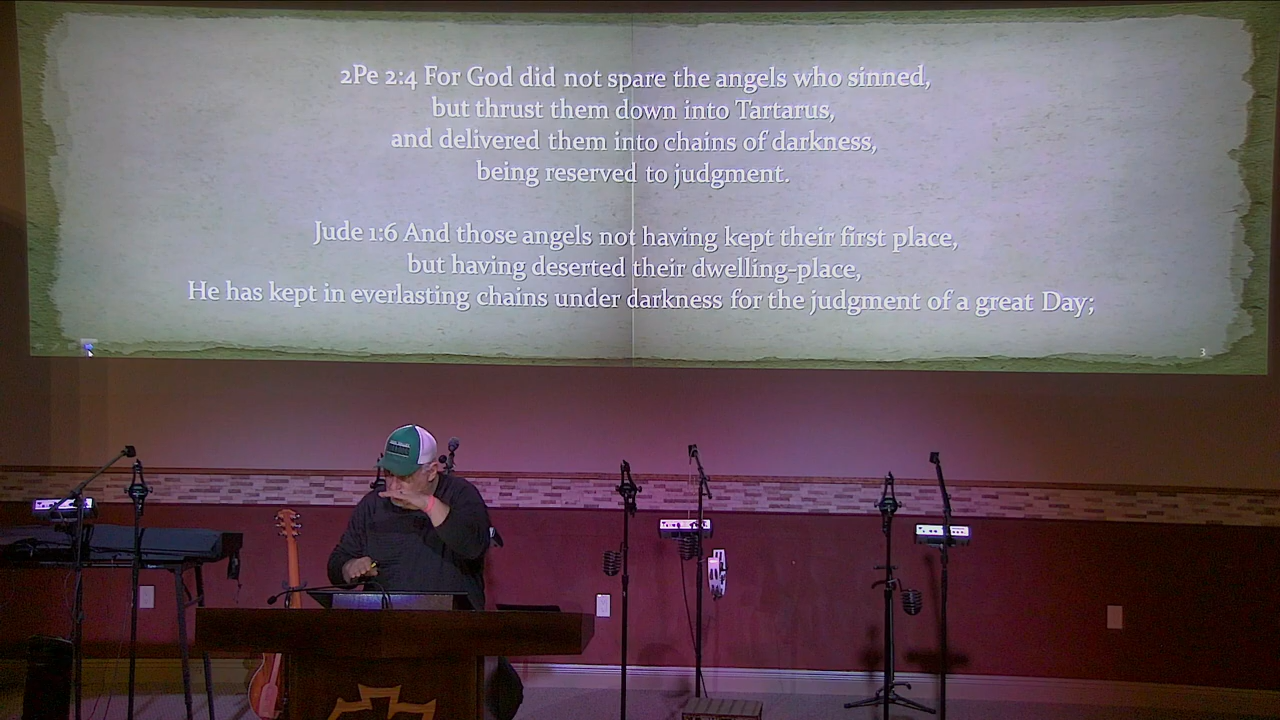 2Pe 2:4 For God did not spare the angels who sinned,
but thrust them down into Tartarus,
and delivered them into chains of darkness,
being reserved to judgment.
Jude 1:6 And those angels not having kept their first place,
but having deserted their dwelling-place,
He has kept in everlasting chains under darkness for the judgment of a great Day;
3